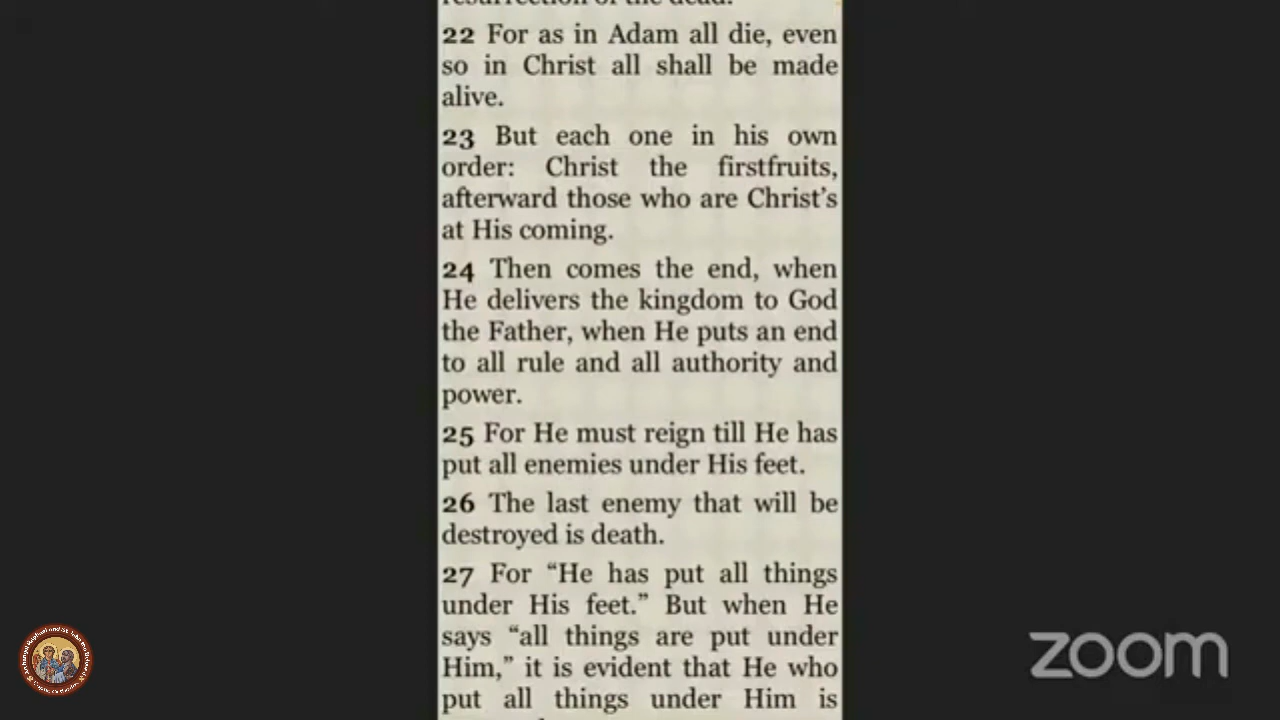 resurrection of the dead.
22 For as in Adam all die, even
so in Christ all shall be made
alive.
23 But each one in his own
order: Christ the firstfruits,
afterward those who are Christ's
at His coming.
24 Then comes the end, when
He delivers the kingdom to God
the Father, when He puts an end
to all rule and all authority and
power.
25 For He must reign till He has
put all enemies under His feet.
26 The last enemy that will be
destroyed is death.
27 For “He has put all things
under His feet.” But when He
says “all things are put under
Him,” it is evident that He who
put all things under Him is
zoom